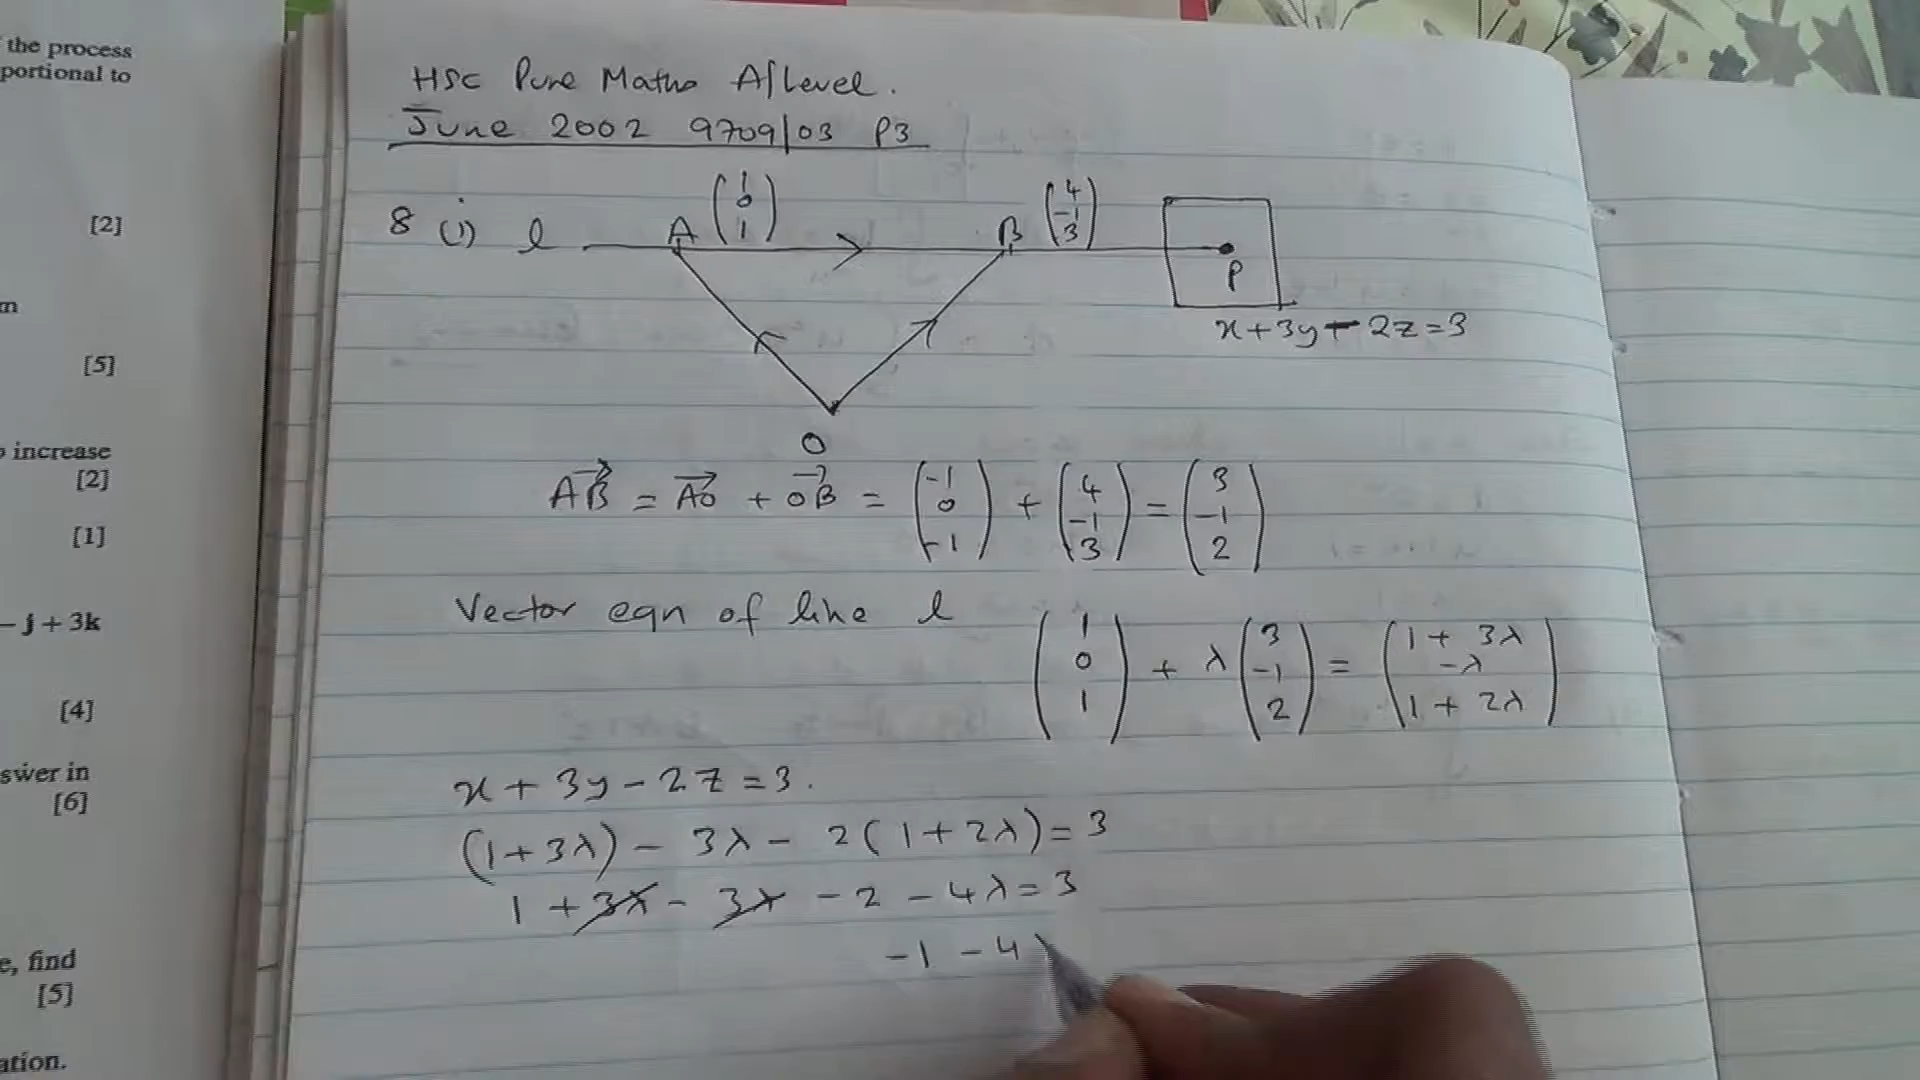 the process
portional to
[2]
m
[5]
increase
[2]
[1]
– j + 3k
[4]
swer in
[6]
e, find
[5]
ation.
HSC Pure Maths A/Level.
June 2002 9709/03 P3
8 (i) l A (1 0 1) B (4 -1 3)
P
x+3y-2z=3
O
AB = AO + OB = (-1 0 -1) + (4 -1 3) = (3 -1 2)
Vector eqn of line l (1 0 1) + λ (3 -1 2) = (1 + 3λ -λ 1 + 2λ)
x + 3y - 2z = 3.
(1+3λ) - 3λ - 2(1+2λ) = 3
1 + 3λ - 3λ - 2 - 4λ = 3
-1 - 4